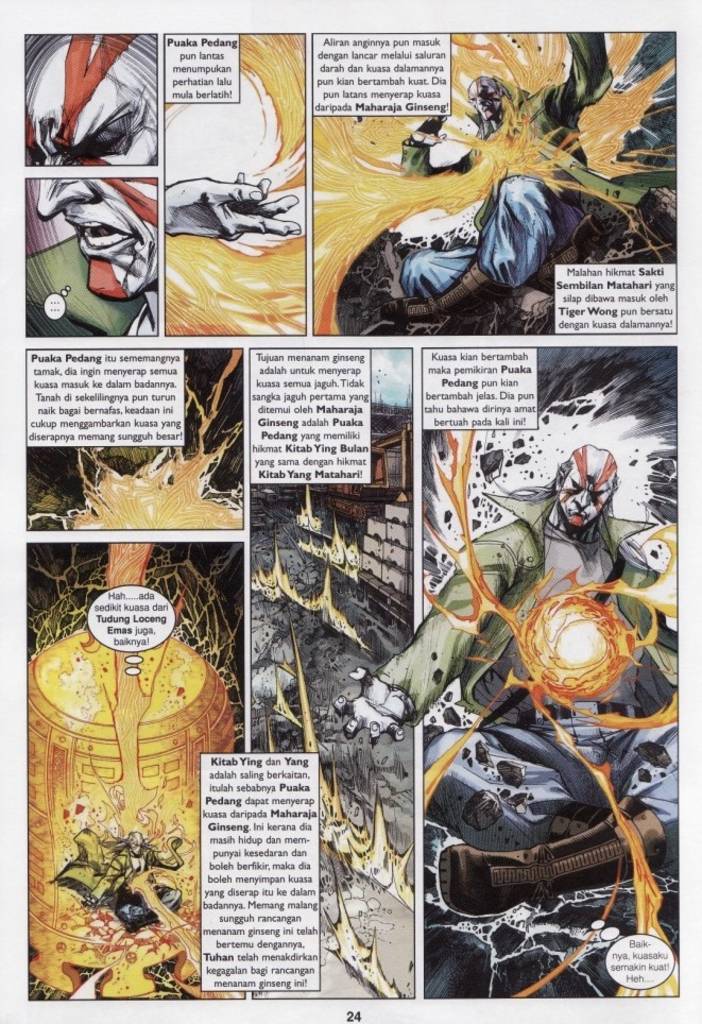 Puaka Pedang
pun lantas
menumpukan
perhatian lalu
mula berlatih!
Aliran anginnya pun masuk
dengan lancar melalui saluran
darah dan kuasa dalamannya
pun kian bertambah kuat. Dia
pun latans menyerap kuasa
daripada Maharaja Ginseng!
...
...
Malahan hikmat Sakti
Sembilan Matahari yang
silap dibawa masuk oleh
Tiger Wong pun bersatu
dengan kuasa dalamannya!
Puaka Pedang itu sememangnya
tamak, dia ingin menyerap semua
kuasa masuk ke dalam badannya.
Tanah di sekelilingnya pun turun
naik bagai bernafas, keadaan ini
cukup menggambarkan kuasa yang
diserapnya memang sungguh besar!
Tujuan menanam ginseng
adalah untuk menyerap
kuasa semua jaguh. Tidak
sangka jaguh pertama yang
ditemui oleh Maharaja
Ginseng adalah Puaka
Pedang yang memiliki
hikmat Kitab Ying Bulan
yang sama dengan hikmat
Kitab Yang Matahari!
Kuasa kian bertambah
maka pemikiran Puaka
Pedang pun kian
bertambah jelas. Dia pun
tahu bahawa dirinya amat
bertuah pada kali ini!
Hah.....ada
sedikit kuasa dari
Tudung Loceng
Emas juga,
baiknya!
Kitab Ying dan Yang
adalah saling berkaitan,
itulah sebabnya Puaka
Pedang dapat menyerap
kuasa daripada Maharaja
Ginseng. Ini kerana dia
masih hidup dan mem-
punyai kesedaran dan
boleh berfikir, maka dia
boleh menyimpan kuasa
yang diserap itu ke dalam
badannya. Memang malang
sungguh rancangan
menanam ginseng ini telah
bertemu dengannya,
Tuhan telah menakdirkan
kegagalan bagi rancangan
menanam ginseng ini!
Baik-
nya, kuasaku
semakin kuat!
Heh....
24